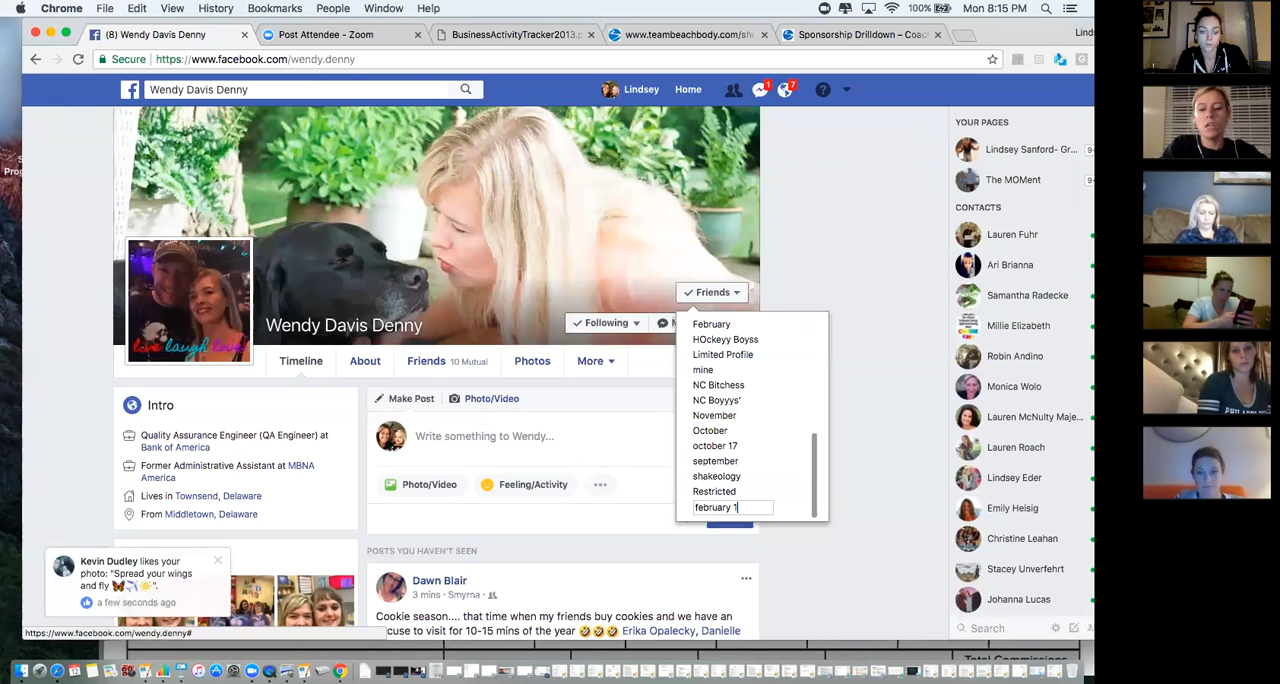 Chrome File Edit View History Bookmarks People Window Help 100% Mon 8:15 PM
(8) Wendy Davis Denny Post Attendee - Zoom BusinessActivityTracker2013.p www.teambeachbody.com/sh Sponsorship Drilldown – Coac Linds
Secure https://www.facebook.com/wendy.denny
Wendy Davis Denny Lindsey Home 1 7
Friends
Wendy Davis Denny
Following
Timeline About Friends 10 Mutual Photos More
February
HOckeyy Boyss
Limited Profile
mine
NC Bitchess
NC Boyyys'
November
October
october 17
september
shakeology
Restricted
february 1
Intro
Quality Assurance Engineer (QA Engineer) at
Bank of America
Former Administrative Assistant at MBNA
America
Lives in Townsend, Delaware
From Middletown, Delaware
Make Post Photo/Video
Write something to Wendy...
Photo/Video Feeling/Activity
POSTS YOU HAVEN'T SEEN
Dawn Blair
3 mins · Smyrna ·
Cookie season.... that time when my friends buy cookies and we have an
cuse to visit for 10-15 mins of the year Erika Opalecky, Danielle
Kevin Dudley likes your
photo: "Spread your wings
and fly".
a few seconds ago
https://www.facebook.com/wendy.denny#
YOUR PAGES
Lindsey Sanford- Gr... 9+
The MOMent 9+
CONTACTS
Lauren Fuhr
Ari Brianna
Samantha Radecke
Millie Elizabeth
Robin Andino
Monica Wolo
Lauren McNulty Maje...
Lauren Roach
Lindsey Eder
Emily Heisig
Christine Leahan
Stacey Unverfehrt
Johanna Lucas
Search
live laugh love